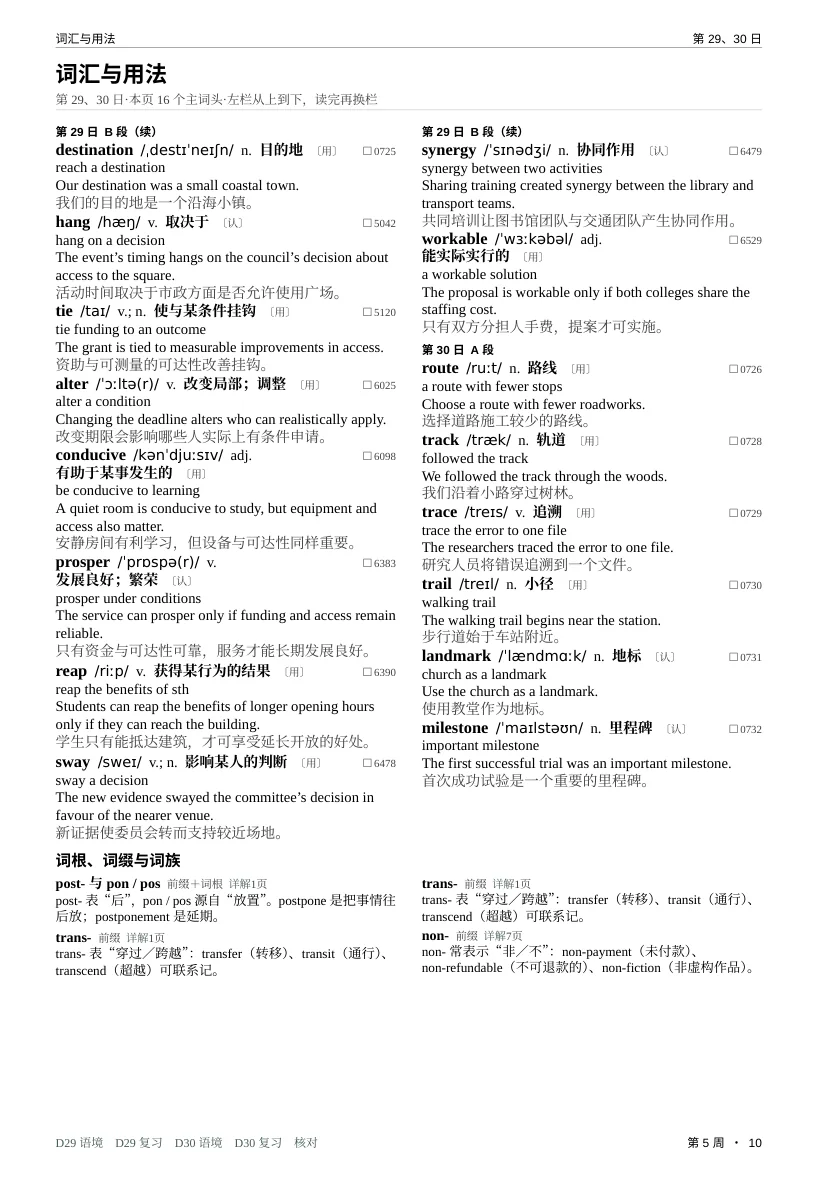 词汇与用法
第 29、30 日
词汇与用法
第 29、30 日·本页 16 个主词头·左栏从上到下，读完再换栏
第 29 日 B 段（续）
destination /ˌdestɪˈneɪʃn/ n. 目的地 〔用〕 □0725
reach a destination
Our destination was a small coastal town.
我们的目的地是一个沿海小镇。
hang /hæŋ/ v. 取决于 〔认〕 □5042
hang on a decision
The event’s timing hangs on the council’s decision about
access to the square.
活动时间取决于市政方面是否允许使用广场。
tie /taɪ/ v.; n. 使与某条件挂钩 〔用〕 □5120
tie funding to an outcome
The grant is tied to measurable improvements in access.
资助与可测量的可达性改善挂钩。
alter /ˈɔːltə(r)/ v. 改变局部；调整 〔用〕 □6025
alter a condition
Changing the deadline alters who can realistically apply.
改变期限会影响哪些人实际上有条件申请。
conducive /kənˈdjuːsɪv/ adj. □6098
有助于某事发生的 〔用〕
be conducive to learning
A quiet room is conducive to study, but equipment and
access also matter.
安静房间有利学习，但设备与可达性同样重要。
prosper /ˈprɒspə(r)/ v. □6383
发展良好；繁荣 〔认〕
prosper under conditions
The service can prosper only if funding and access remain
reliable.
只有资金与可达性可靠，服务才能长期发展良好。
reap /riːp/ v. 获得某行为的结果 〔用〕 □6390
reap the benefits of sth
Students can reap the benefits of longer opening hours
only if they can reach the building.
学生只有能抵达建筑，才可享受延长开放的好处。
sway /sweɪ/ v.; n. 影响某人的判断 〔用〕 □6478
sway a decision
The new evidence swayed the committee’s decision in
favour of the nearer venue.
新证据使委员会转而支持较近场地。
第 29 日 B 段（续）
synergy /ˈsɪnədʒi/ n. 协同作用 〔认〕 □6479
synergy between two activities
Sharing training created synergy between the library and
transport teams.
共同培训让图书馆团队与交通团队产生协同作用。
workable /ˈwɜːkəbəl/ adj. □6529
能实际实行的 〔用〕
a workable solution
The proposal is workable only if both colleges share the
staffing cost.
只有双方分担人手费，提案才可实施。
第 30 日 A 段
route /ruːt/ n. 路线 〔用〕 □0726
a route with fewer stops
Choose a route with fewer roadworks.
选择道路施工较少的路线。
track /træk/ n. 轨道 〔用〕 □0728
followed the track
We followed the track through the woods.
我们沿着小路穿过树林。
trace /treɪs/ v. 追溯 〔用〕 □0729
trace the error to one file
The researchers traced the error to one file.
研究人员将错误追溯到一个文件。
trail /treɪl/ n. 小径 〔用〕 □0730
walking trail
The walking trail begins near the station.
步行道始于车站附近。
landmark /ˈlændmɑːk/ n. 地标 〔认〕 □0731
church as a landmark
Use the church as a landmark.
使用教堂作为地标。
milestone /ˈmaɪlstəʊn/ n. 里程碑 〔认〕 □0732
important milestone
The first successful trial was an important milestone.
首次成功试验是一个重要的里程碑。
词根、词缀与词族
post- 与 pon / pos 前缀＋词根 详解1页
post- 表“后”，pon / pos 源自“放置”。postpone 是把事情往
后放；postponement 是延期。
trans- 前缀 详解1页
trans- 表“穿过／跨越”：transfer（转移）、transit（通行）、
transcend（超越）可联系记。
trans- 前缀 详解1页
trans- 表“穿过／跨越”：transfer（转移）、transit（通行）、
transcend（超越）可联系记。
non- 前缀 详解7页
non- 常表示“非／不”：non-payment（未付款）、
non-refundable（不可退款的）、non-fiction（非虚构作品）。
D29 语境 D29 复习 D30 语境 D30 复习 核对
第 5 周 · 10